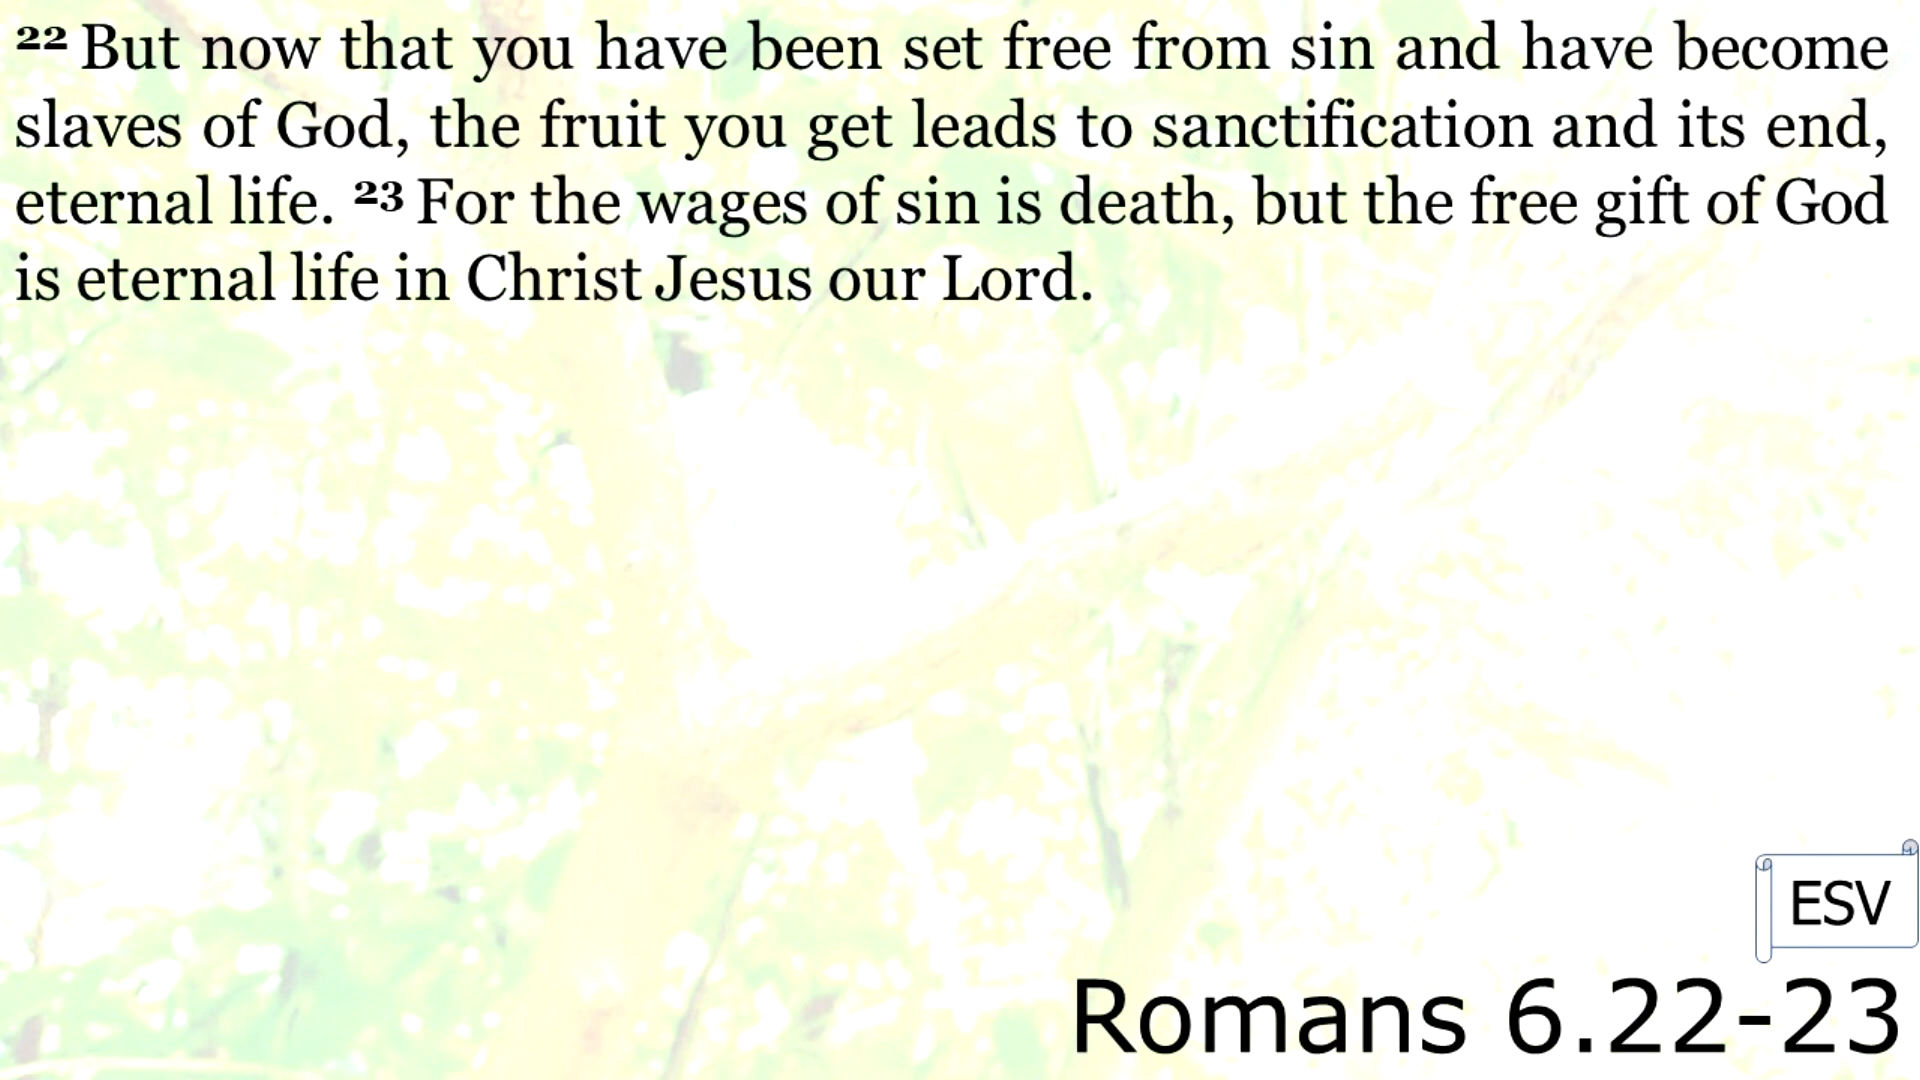 ²² But now that you have been set free from sin and have become
slaves of God, the fruit you get leads to sanctification and its end,
eternal life. ²³ For the wages of sin is death, but the free gift of God
is eternal life in Christ Jesus our Lord.
ESV
Romans 6.22-23